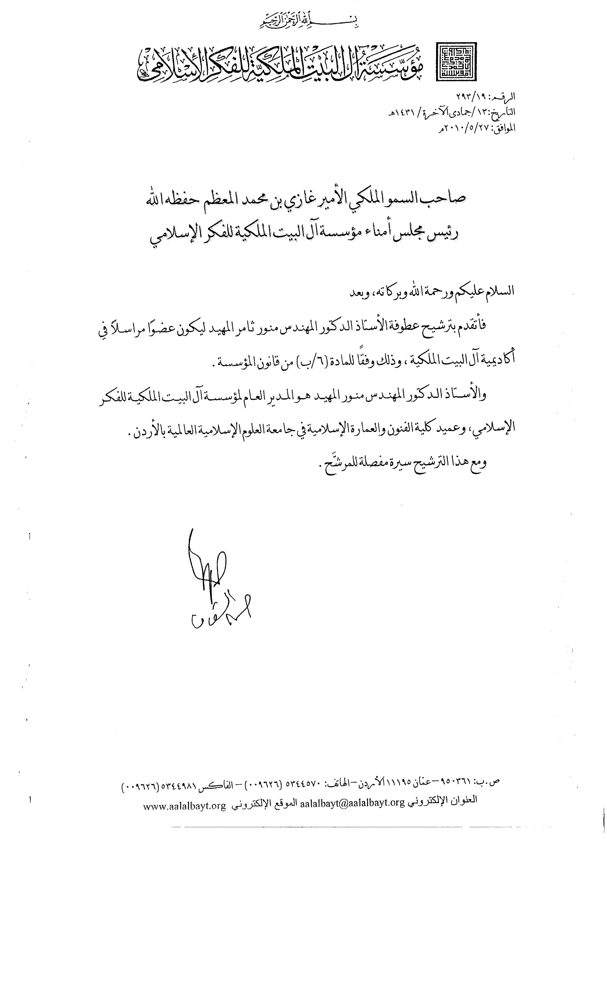 بسم الله الرحمن الرحيم
مؤسسة آل البيت الملكية للفكر الإسلامي
الرقم: ٢٩٣/١٩
التاريخ: ١٣/جمادى الآخرة/١٤٣١هـ
الموافق: ٢٠١٠/٥/٢٧م
صاحب السمو الملكي الأمير غازي بن محمد المعظم حفظه الله
رئيس مجلس أمناء مؤسسة آل البيت الملكية للفكر الإسلامي
السلام عليكم ورحمة الله وبركاته، وبعد
فأتقدم بترشيح عطوفة الأستاذ الدكتور المهندس منور ثامر المهيد ليكون عضوًا مراسلاً في
أكاديمية آل البيت الملكية ، وذلك وفقًا للمادة (٦/ب) من قانون المؤسسة .
والأستاذ الدكتور المهندس منور المهيد هو المدير العام لمؤسسة آل البيت الملكية للفكر
الإسلامي، وعميد كلية الفنون والعمارة الإسلامية في جامعة العلوم الإسلامية العالمية بالأردن .
ومع هذا الترشيح سيرة مفصلة للمرشَّح .
ص.ب: ٩٥٠٣٦١ – عمّان ١١١٩٥ الأردن – الهاتف: ٥٣٤٤٥٧٠ (٠٠٩٦٢٦) – الفاكس ٥٣٤٤٩٨١ (٠٠٩٦٢٦)
العنوان الإلكتروني aalalbayt@aalalbayt.org الموقع الإلكتروني www.aalalbayt.org